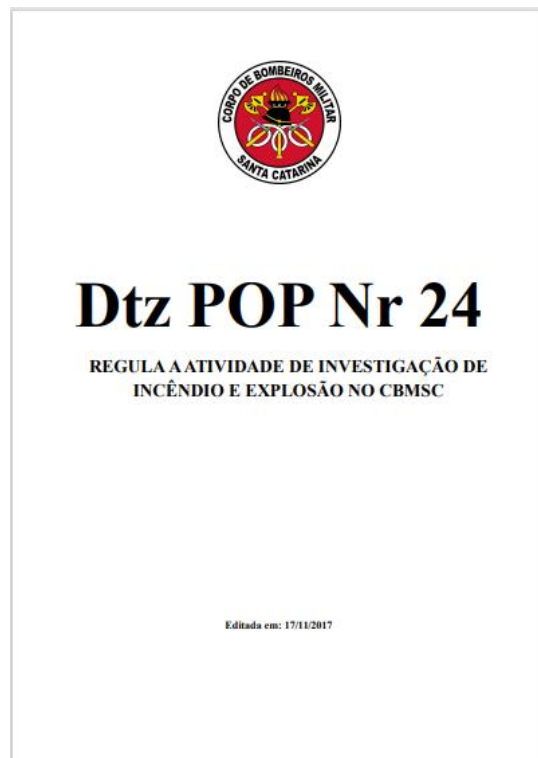 CORPO DE BOMBEIROS MILITAR
SANTA CATARINA
Dtz POP Nr 24
REGULA A ATIVIDADE DE INVESTIGAÇÃO DE
INCÊNDIO E EXPLOSÃO NO CBMSC
Editada em: 17/11/2017